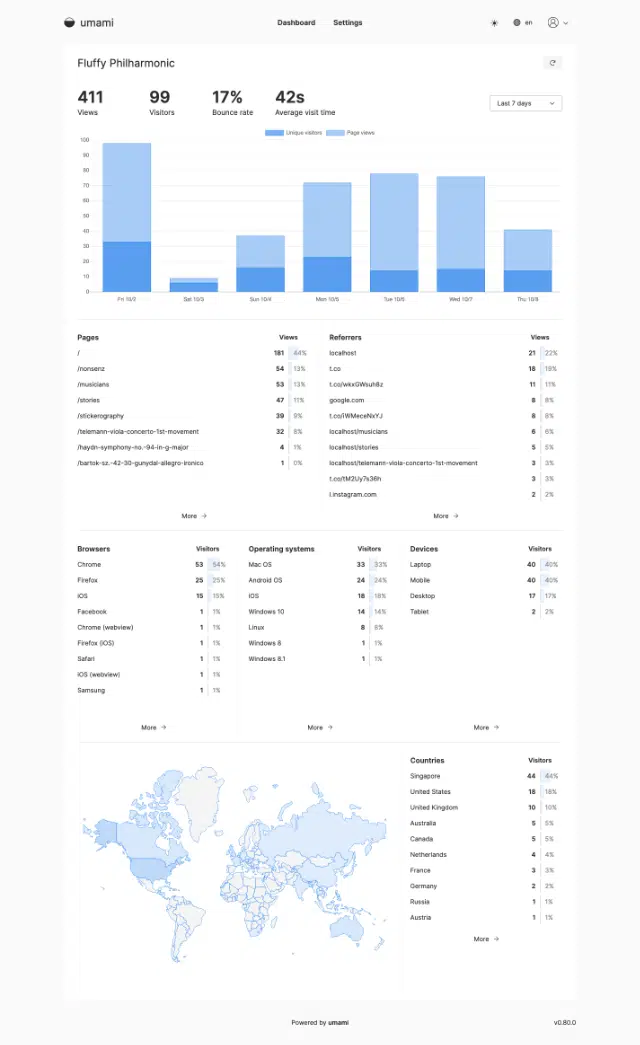 umami Dashboard Settings en
Fluffy Philharmonic
411 99 17% 42s
Views Visitors Bounce rate Average visit time
Last 7 days
Unique visitors Page views
100
90
80
70
60
50
40
30
20
10
0
Fri 10/2 Sat 10/3 Sun 10/4 Mon 10/5 Tue 10/6 Wed 10/7 Thu 10/8
Pages Views
/ 181 44%
/nonsenz 54 13%
/musicians 53 13%
/stories 47 11%
/stickerography 39 9%
/telemann-viola-concerto-1st-movement 32 8%
/haydn-symphony-no.-94-in-g-major 4 1%
/bartok-sz.-42-30-gunydal-allegro-ironico 1 0%
More
Referrers Views
localhost 21 22%
t.co 18 19%
t.co/wkxGWsuh8z 11 11%
google.com 8 8%
t.co/iWMeceNxYJ 8 8%
localhost/musicians 6 6%
localhost/stories 5 5%
localhost/telemann-viola-concerto-1st-movement 3 3%
t.co/tM2Uy7s36h 3 3%
l.instagram.com 2 2%
More
Browsers Visitors
Chrome 53 54%
Firefox 25 25%
iOS 15 15%
Facebook 1 1%
Chrome (webview) 1 1%
Firefox (iOS) 1 1%
Safari 1 1%
iOS (webview) 1 1%
Samsung 1 1%
More
Operating systems Visitors
Mac OS 33 33%
Android OS 24 24%
iOS 18 18%
Windows 10 14 14%
Linux 8 8%
Windows 8 1 1%
Windows 8.1 1 1%
More
Devices Visitors
Laptop 40 40%
Mobile 40 40%
Desktop 17 17%
Tablet 2 2%
More
Countries Visitors
Singapore 44 44%
United States 18 18%
United Kingdom 10 10%
Australia 5 5%
Canada 5 5%
Netherlands 4 4%
France 3 3%
Germany 2 2%
Russia 1 1%
Austria 1 1%
More
Powered by umami v0.80.0